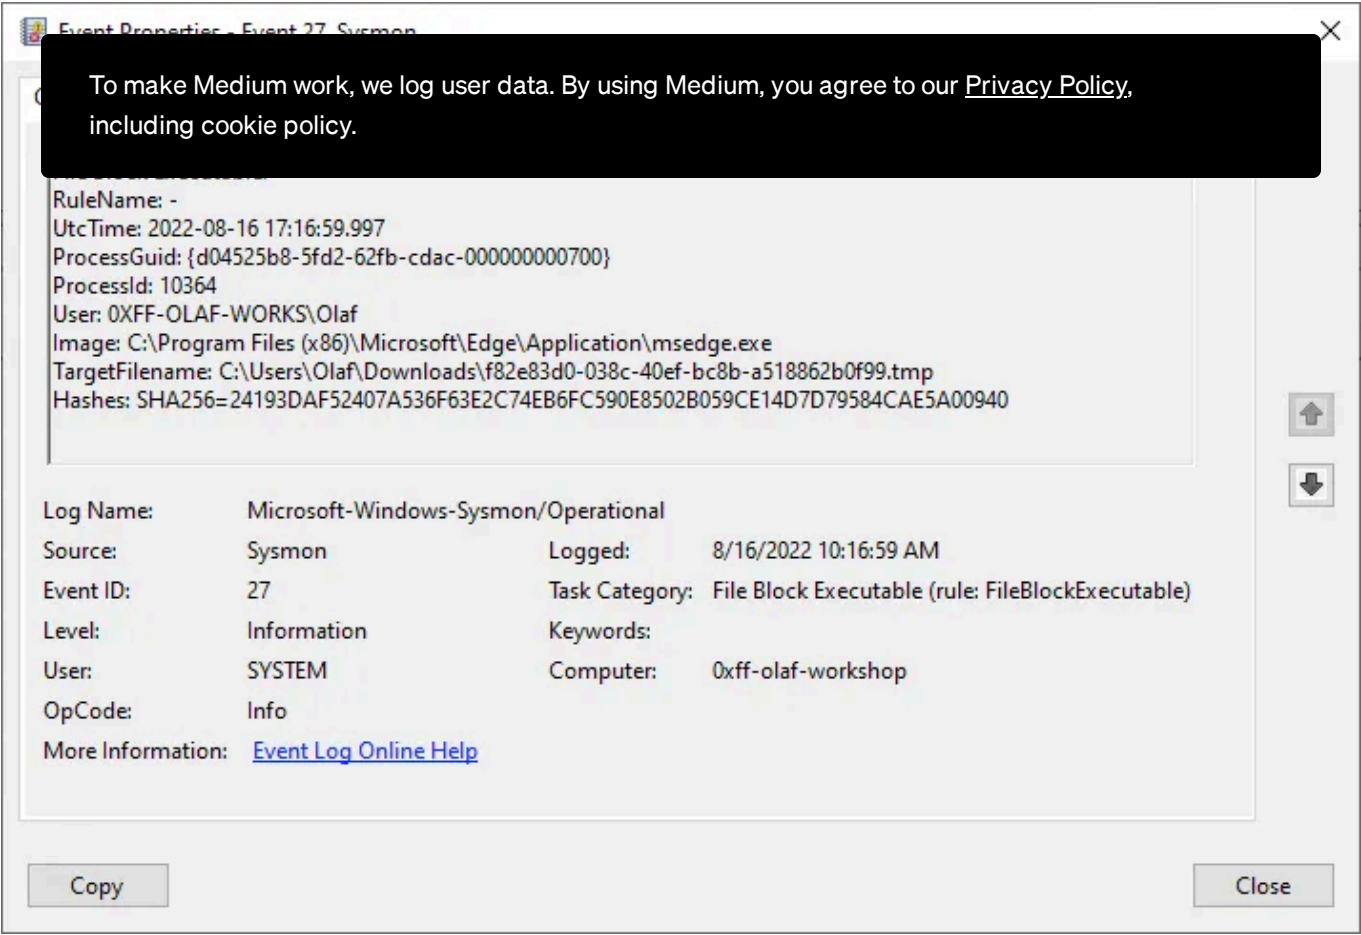 Event Properties - Event 27, Sysmon
To make Medium work, we log user data. By using Medium, you agree to our Privacy Policy,
including cookie policy.
RuleName: -
UtcTime: 2022-08-16 17:16:59.997
ProcessGuid: {d04525b8-5fd2-62fb-cdac-000000000700}
ProcessId: 10364
User: 0XFF-OLAF-WORKS\Olaf
Image: C:\Program Files (x86)\Microsoft\Edge\Application\msedge.exe
TargetFilename: C:\Users\Olaf\Downloads\f82e83d0-038c-40ef-bc8b-a518862b0f99.tmp
Hashes: SHA256=24193DAF52407A536F63E2C74EB6FC590E8502B059CE14D7D79584CAE5A00940
Log Name: Microsoft-Windows-Sysmon/Operational
Source: Sysmon Logged: 8/16/2022 10:16:59 AM
Event ID: 27 Task Category: File Block Executable (rule: FileBlockExecutable)
Level: Information Keywords:
User: SYSTEM Computer: 0xff-olaf-workshop
OpCode: Info
More Information: Event Log Online Help
Copy Close